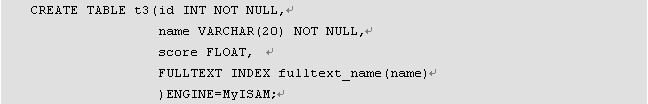 CREATE TABLE t3(id INT NOT NULL,↵
name VARCHAR(20) NOT NULL,↵
score FLOAT, ↵
FULLTEXT INDEX fulltext_name(name)↵
)ENGINE=MyISAM;↵